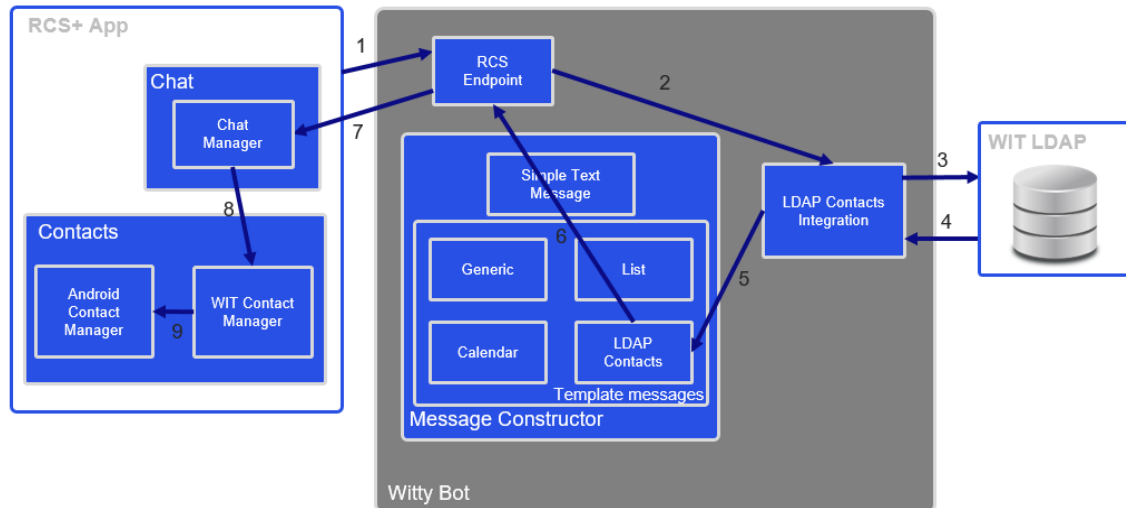 RCS+ App
Chat
Chat
Manager
Contacts
Android
Contact
Manager
WIT Contact
Manager
1
7
8
9
RCS
Endpoint
2
Simple Text
Message
6
Generic
List
Calendar
LDAP
Contacts
Template messages
Message Constructor
Witty Bot
5
LDAP Contacts
Integration
3
4
WIT LDAP